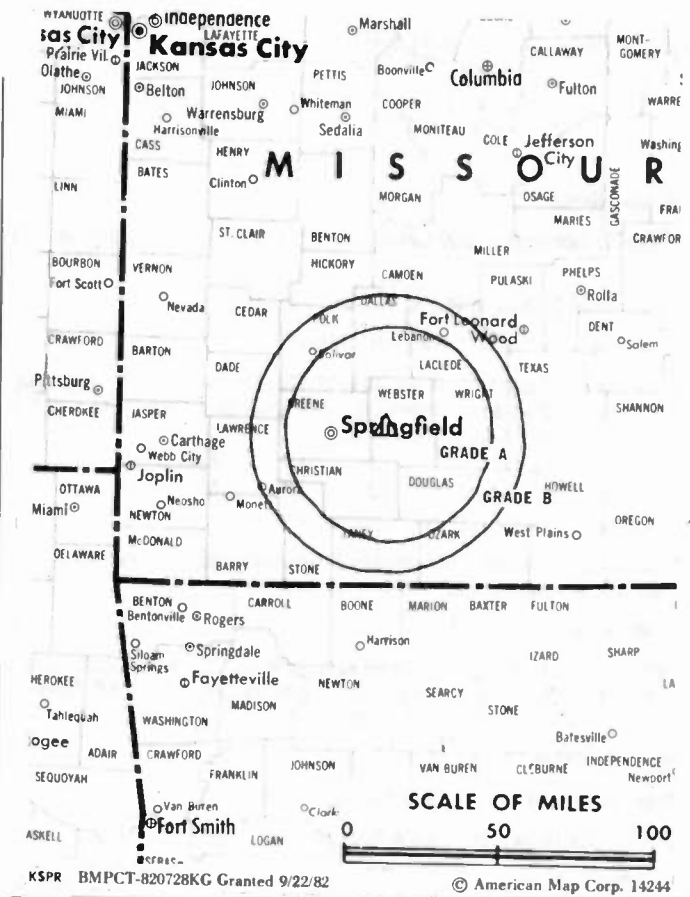 WYANDOTTE Independence
LAFAYETTE Marshall
sas City Kansas City
MONT-
GOMERY
CALLAWAY
Prairie Vil.
JACKSON
PETTIS Boonville Columbia
Olathe
JOHNSON Belton JOHNSON Fulton
MIAMI Warrensburg Whiteman COOPER WARRE
Harrisonville Sedalia MONITEAU
CASS COLE Jefferson
City
Washing
HENRY
BATES Clinton
MISSOUR
LINN MORGAN OSAGE GASCONADE
MARIES FRA
ST. CLAIR BENTON CRAWFOR
MILLER
BOURBON VERNON HICKORY CAMDEN PHELPS
PULASKI
Fort Scott Rolla
Nevada CEDAR POLK DALLAS
Fort Leonard
Wood
DENT
CRAWFORD BARTON Bolivar Lebanon Salem
DADE LACLEDE TEXAS
Pittsburg WEBSTER WRIGHT
CHEROKEE JASPER GREENE SHANNON
LAWRENCE Springfield
Carthage
Webb City GRADE A
Joplin CHRISTIAN
OTTAWA Aurora DOUGLAS HOWELL
Miami Neosho Monett GRADE B
NEWTON OREGON
McDONALD TANEY OZARK West Plains
DELAWARE
BARRY STONE
BENTON CARROLL BOONE MARION BAXTER FULTON
Bentonville Rogers
Siloam
Springs
Springdale Harrison
IZARD SHARP
HEROKEE Fayetteville NEWTON LA
SEARCY
MADISON STONE
Tahlequah WASHINGTON
Batesville
ogee
ADAIR CRAWFORD
JOHNSON VAN BUREN CLEBURNE INDEPENDENCE
SEQUOYAH FRANKLIN Newport
SCALE OF MILES
Van Buren Clark
Fort Smith 0 50 100
ASKELL LOGAN
SEBAS
KSPR BMPCT-820728KG Granted 9/22/82
© American Map Corp. 14244